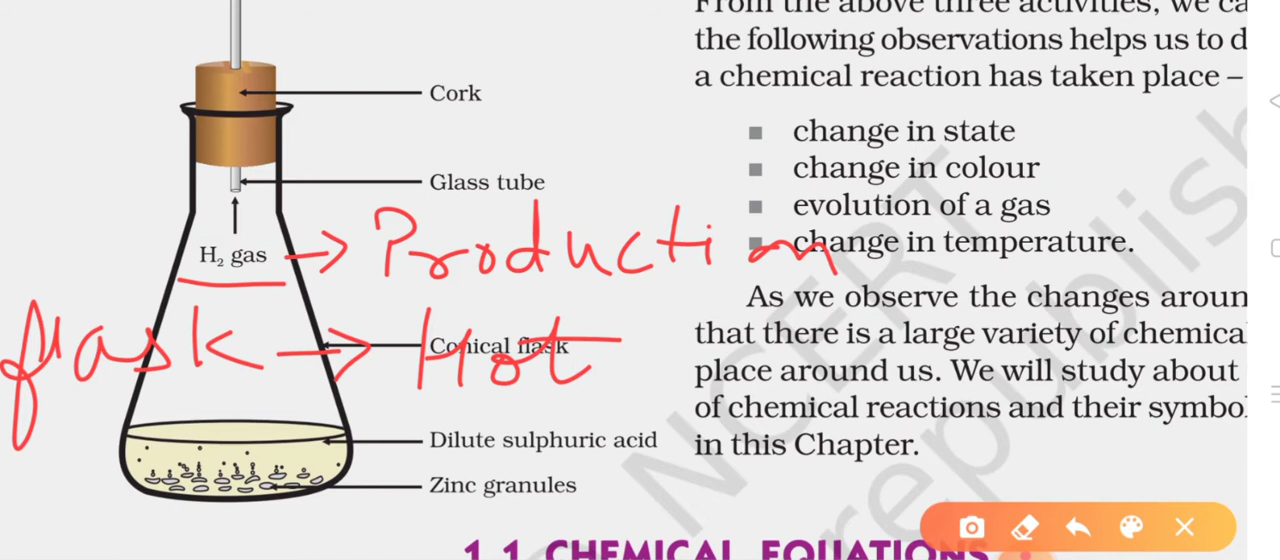 From the above three activities, we ca
the following observations helps us to d
a chemical reaction has taken place –
■ change in state
■ change in colour
■ evolution of a gas
■ change in temperature.
As we observe the changes aroun
that there is a large variety of chemica
place around us. We will study about
of chemical reactions and their symbo
in this Chapter.
Cork
Glass tube
H₂ gas → Production
flask → Hot
Conical flask
Dilute sulphuric acid
Zinc granules
1.1 CHEMICAL EQUATIONS
NCERT
republish